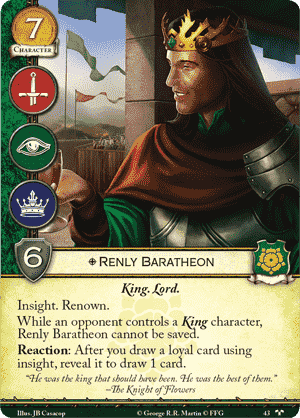 7
CHARACTER
6
Renly Baratheon
King. Lord.
Insight. Renown.
While an opponent controls a King character,
Renly Baratheon cannot be saved.
Reaction: After you draw a loyal card using
insight, reveal it to draw 1 card.
"He was the king that should have been. He was the best of them."
–The Knight of Flowers
Illus. JB Casacop
© George R.R. Martin © FFG
43